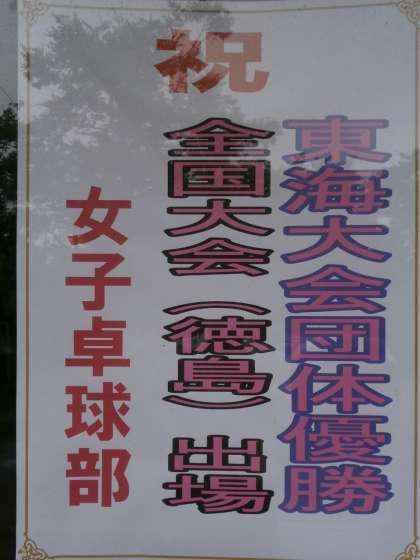 祝
東海大会団体優勝
全国大会（徳島）出場
女子卓球部